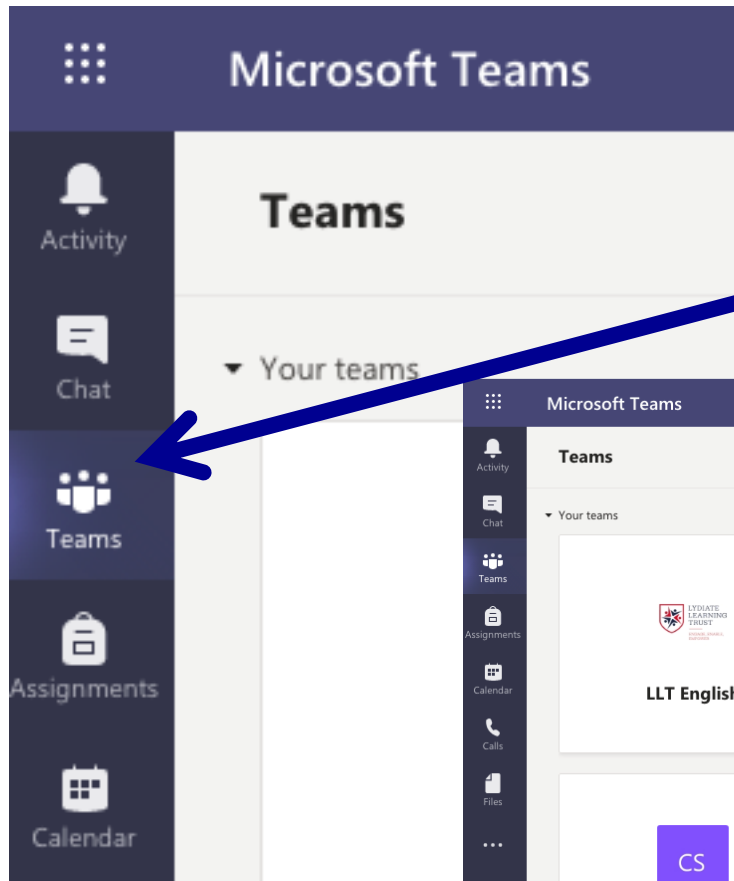 Microsoft Teams
Activity
Teams
Chat
Your teams
Teams
Assignments
Calendar
Microsoft Teams
Activity
Teams
Chat
Your teams
Teams
Assignments
Calendar
Calls
Files
LYDIATE
LEARNING
TRUST
LLT English
CS